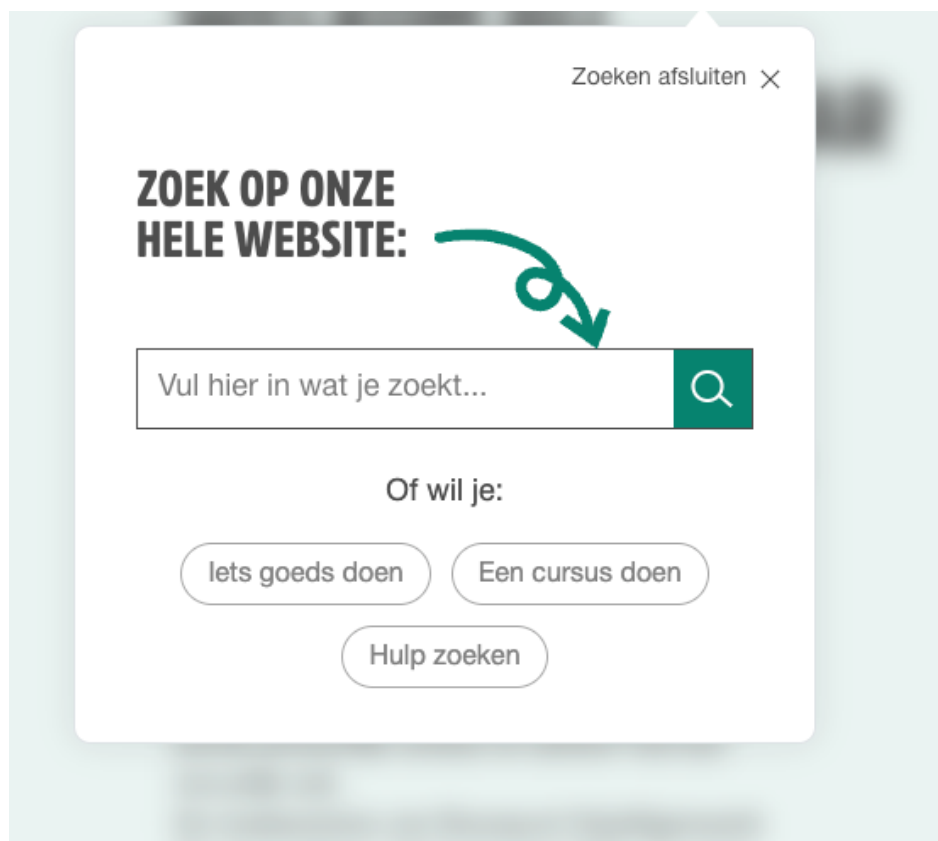 Zoeken afsluiten
ZOEK OP ONZE
HELE WEBSITE:
Vul hier in wat je zoekt...
Of wil je:
Iets goeds doen
Een cursus doen
Hulp zoeken